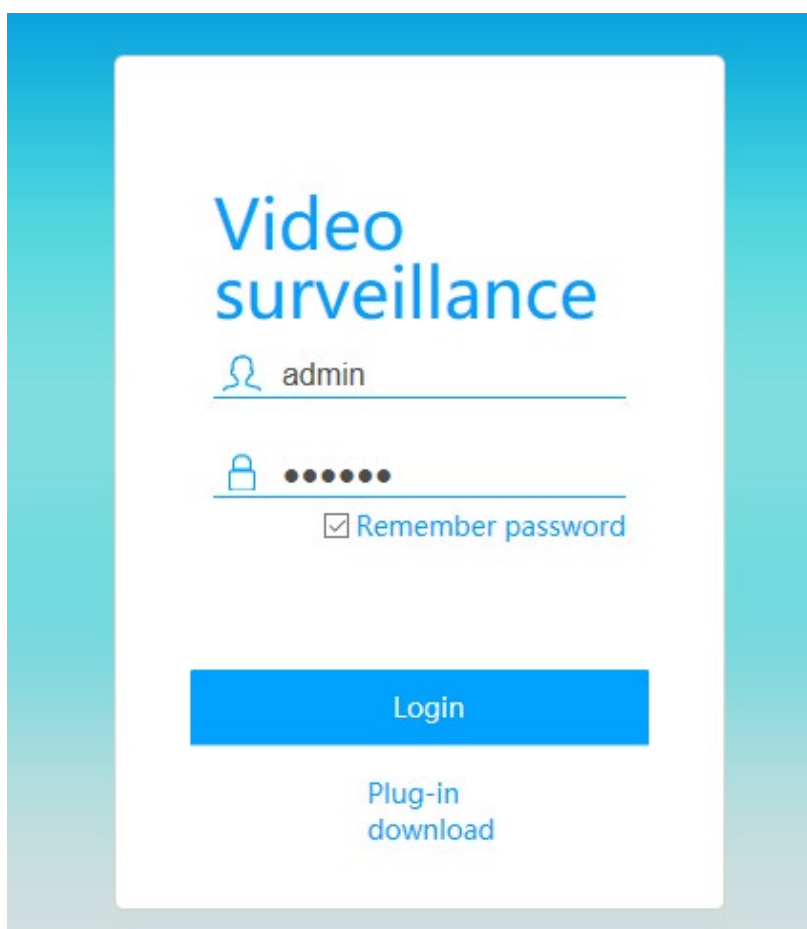 Video
surveillance
admin
●●●●●●
Remember password
Login
Plug-in
download